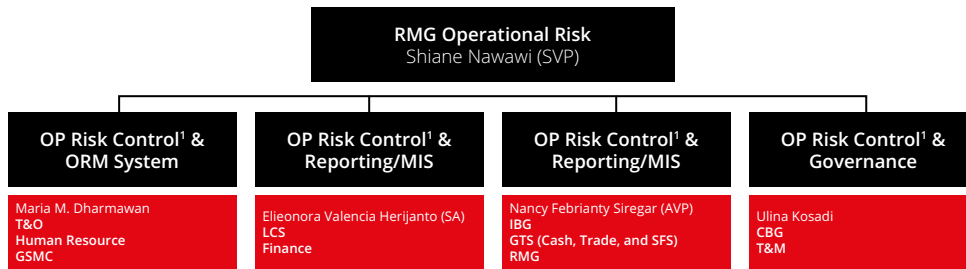 RMG Operational Risk
Shiane Nawawi (SVP)
OP Risk Control¹ &
ORM System
Maria M. Dharmawan
T&O
Human Resource
GSMC
OP Risk Control¹ &
Reporting/MIS
Elieonora Valencia Herijanto (SA)
LCS
Finance
OP Risk Control¹ &
Reporting/MIS
Nancy Febrianty Siregar (AVP)
IBG
GTS (Cash, Trade, and SFS)
RMG
OP Risk Control¹ &
Governance
Ulina Kosadi
CBG
T&M